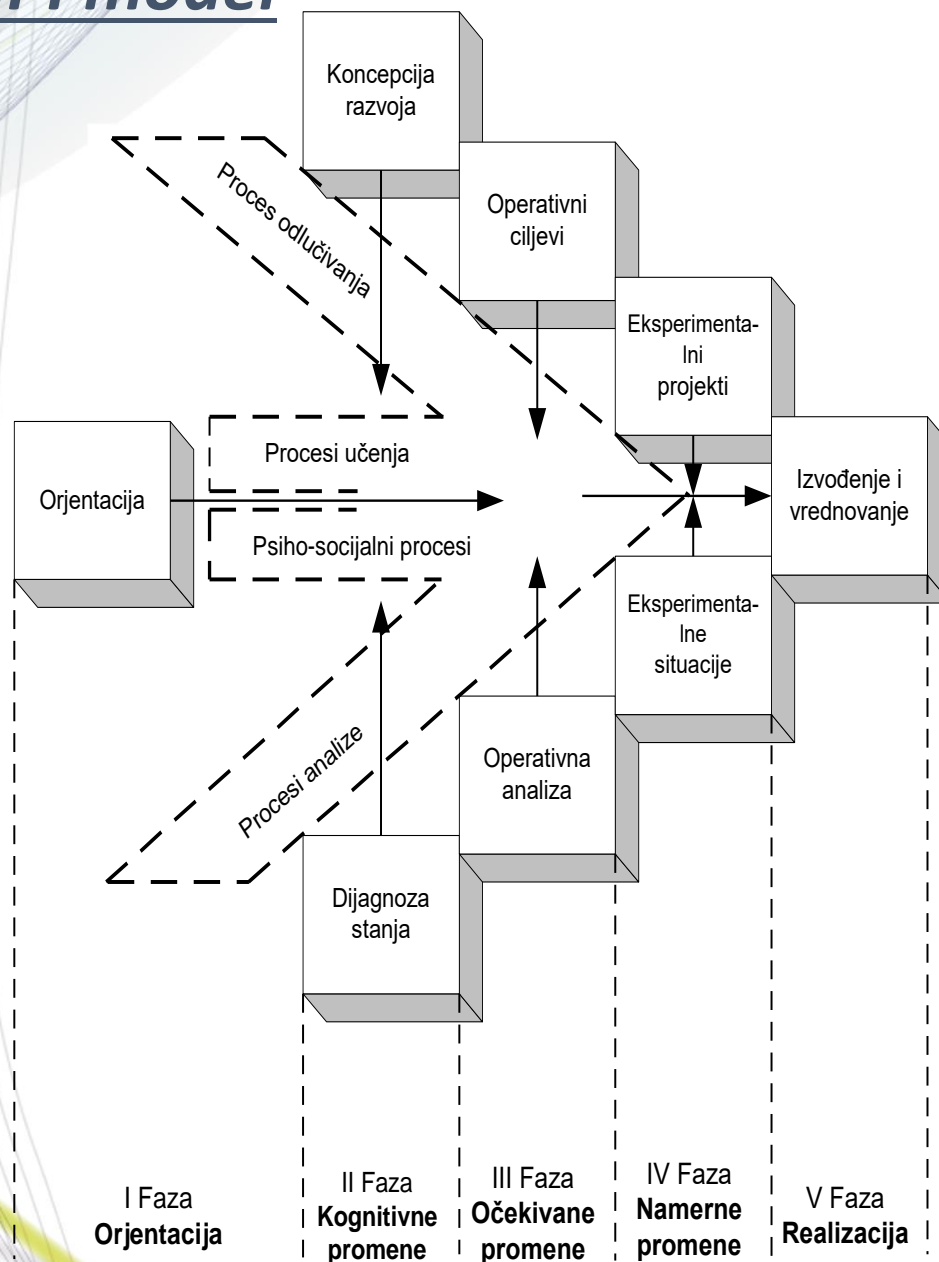 model
Koncepcija
razvoja
Proces odlučivanja
Operativni
ciljevi
Eksperimenta-
lni
projekti
Procesi učenja
Orjentacija
Izvođenje i
vrednovanje
Psiho-socijalni procesi
Eksperimenta-
lne
situacije
Procesi analize
Operativna
analiza
Dijagnoza
stanja
I Faza
Orjentacija
II Faza
Kognitivne
promene
III Faza
Očekivane
promene
IV Faza
Namerne
promene
V Faza
Realizacija